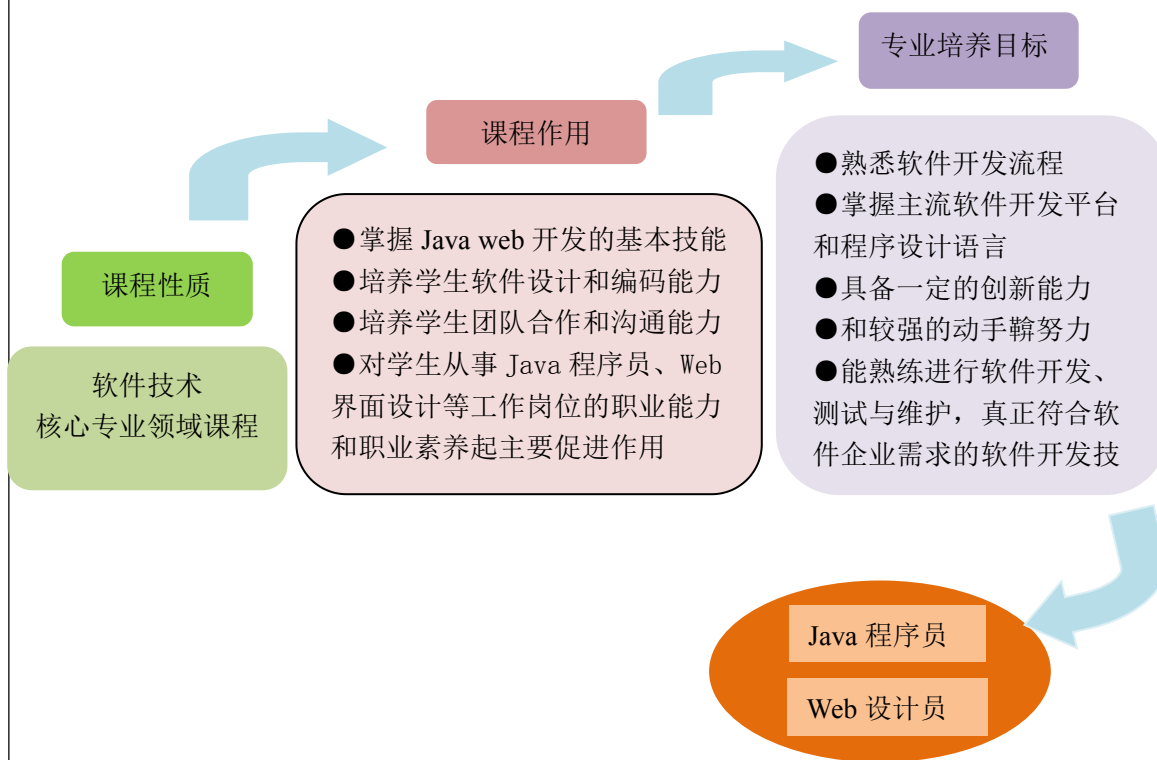 专业培养目标
课程作用
课程性质
软件技术
核心专业领域课程
●掌握 Java web 开发的基本技能
●培养学生软件设计和编码能力
●培养学生团队合作和沟通能力
●对学生从事 Java 程序员、Web
界面设计等工作岗位的职业能力
和职业素养起主要促进作用
●熟悉软件开发流程
●掌握主流软件开发平台
和程序设计语言
●具备一定的创新能力
●和较强的动手鞥努力
●能熟练进行软件开发、
测试与维护，真正符合软
件企业需求的软件开发技
Java 程序员
Web 设计员